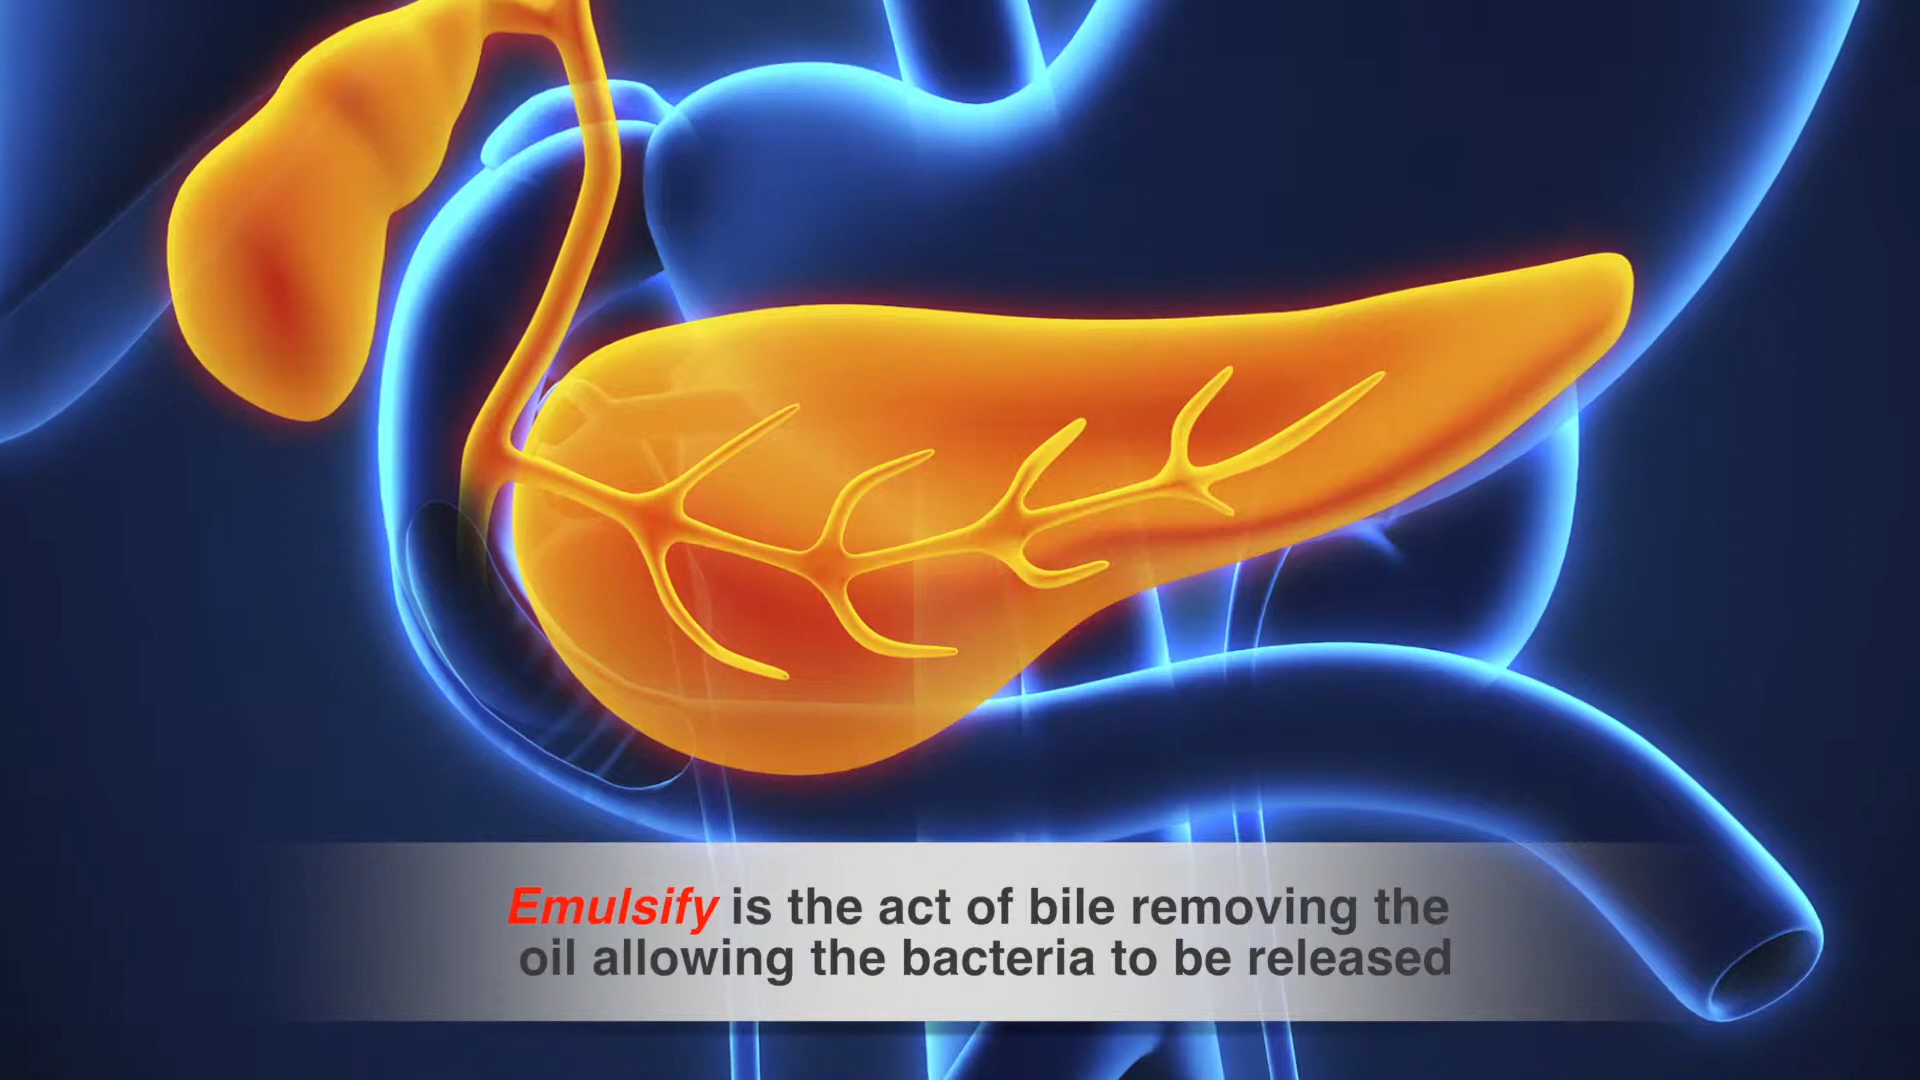 Emulsify is the act of bile removing the
oil allowing the bacteria to be released